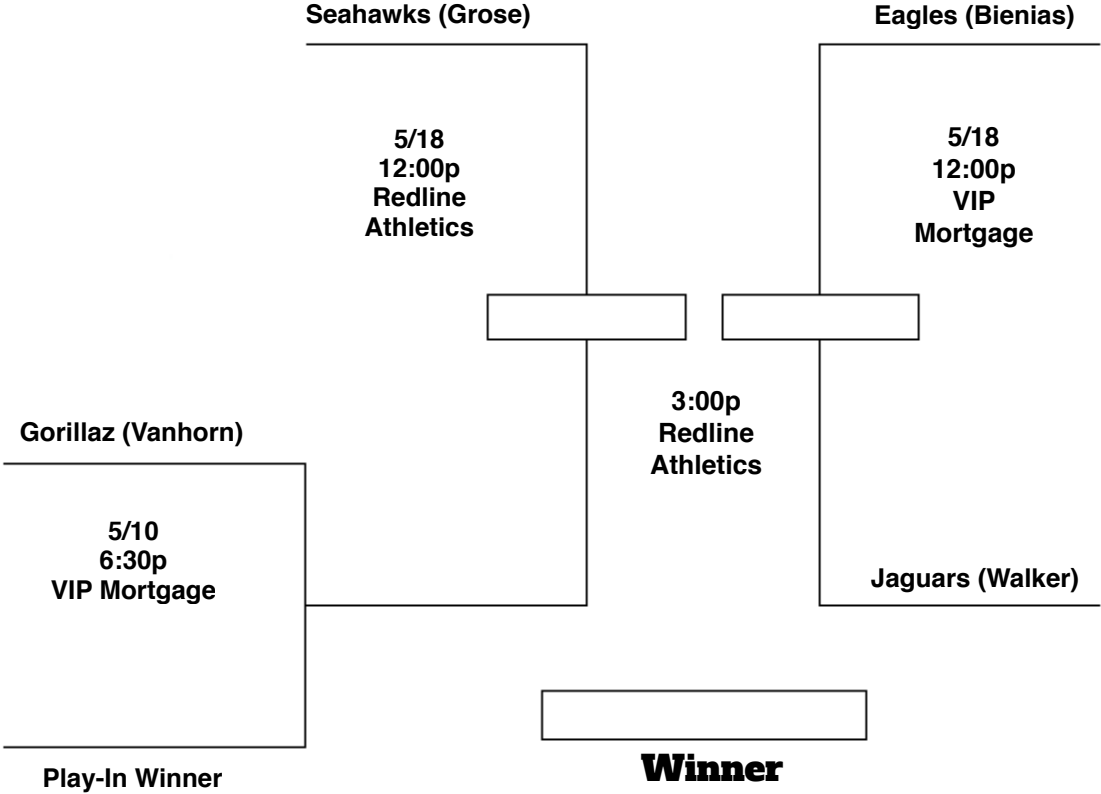 Seahawks (Grose)
Eagles (Bienias)
5/18
12:00p
Redline
Athletics
5/18
12:00p
VIP
Mortgage
3:00p
Redline
Athletics
Gorillaz (Vanhorn)
5/10
6:30p
VIP Mortgage
Jaguars (Walker)
Play-In Winner
Winner